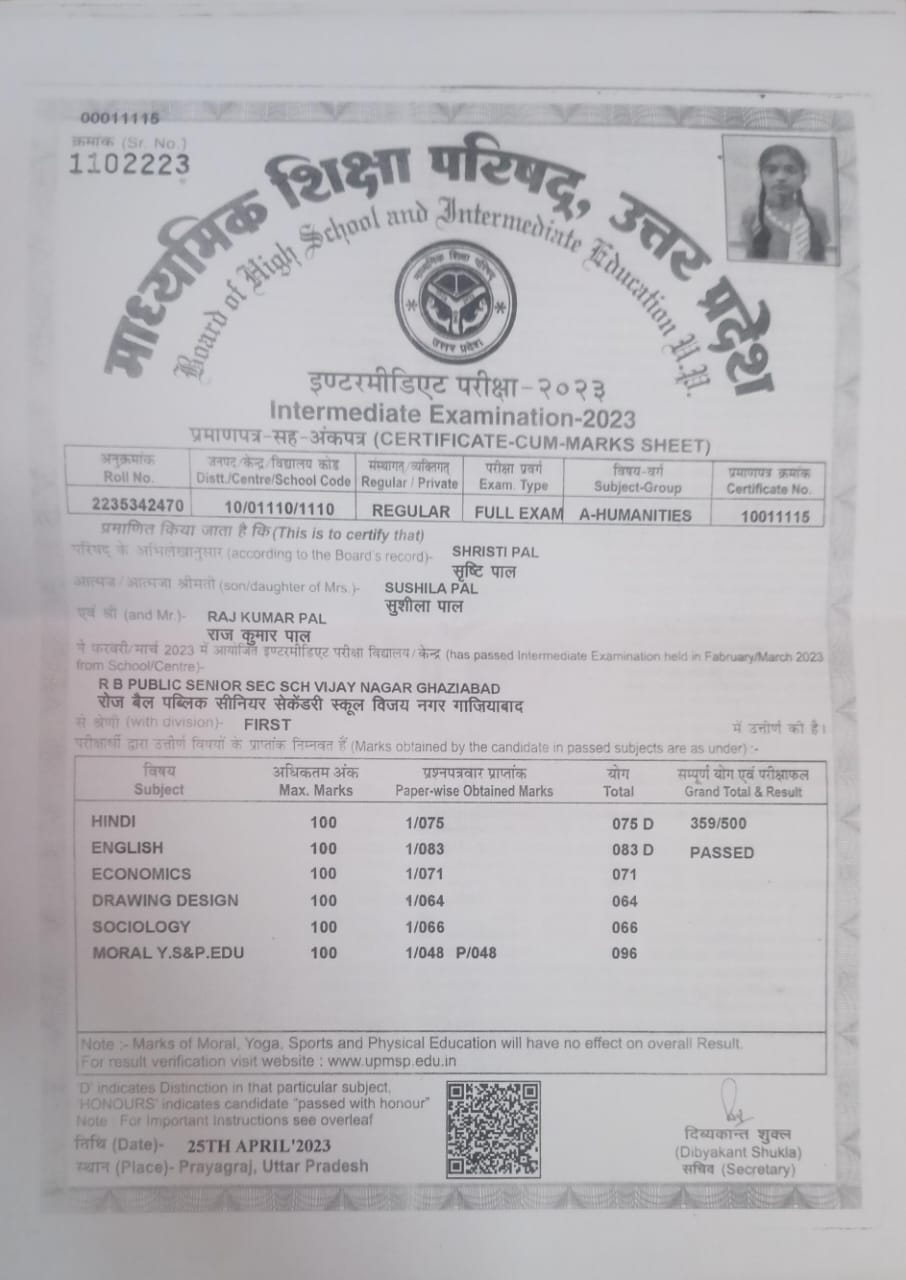 00011115
क्रमांक (Sr. No.)
1102223
माध्यमिक शिक्षा परिषद्, उत्तर प्रदेश
Board of High School and Intermediate Education U.P.
माध्यमिक शिक्षा परिषद्
उत्तर प्रदेश
इण्टरमीडिएट परीक्षा-२०२३
Intermediate Examination-2023
प्रमाणपत्र-सह-अंकपत्र (CERTIFICATE-CUM-MARKS SHEET)
अनुक्रमांक जनपद/केन्द्र/विद्यालय कोड संस्थागत/व्यक्तिगत् परीक्षा प्रवर्ग विषय-वर्ग प्रमाणपत्र क्रमांक
Roll No. Distt./Centre/School Code Regular / Private Exam. Type Subject-Group Certificate No.
2235342470 10/01110/1110 REGULAR FULL EXAM A-HUMANITIES 10011115
प्रमाणित किया जाता है कि (This is to certify that)
परिषद के अभिलेखानुसार (according to the Board's record)- SHRISTI PAL
सृष्टि पाल
आत्मज/आत्मजा श्रीमती (son/daughter of Mrs.)- SUSHILA PAL
सुशीला पाल
एवं श्री (and Mr.)- RAJ KUMAR PAL
राज कुमार पाल
ने फरवरी/मार्च 2023 में आयोजित इण्टरमीडिएट परीक्षा विद्यालय/केन्द्र (has passed Intermediate Examination held in Fabruary/March 2023
from School/Centre)-
R B PUBLIC SENIOR SEC SCH VIJAY NAGAR GHAZIABAD
रोज बैल पब्लिक सीनियर सेकेंडरी स्कूल विजय नगर गाजियाबाद
से श्रेणी (with division)- FIRST में उत्तीर्ण की है।
परीक्षार्थी द्वारा उत्तीर्ण विषयों के प्राप्तांक निम्नवत हैं (Marks obtained by the candidate in passed subjects are as under) :-
विषय अधिकतम अंक प्रश्नपत्रवार प्राप्तांक योग सम्पूर्ण योग एवं परीक्षाफल
Subject Max. Marks Paper-wise Obtained Marks Total Grand Total & Result
HINDI 100 1/075 075 D 359/500
ENGLISH 100 1/083 083 D PASSED
ECONOMICS 100 1/071 071
DRAWING DESIGN 100 1/064 064
SOCIOLOGY 100 1/066 066
MORAL Y.S&P.EDU 100 1/048 P/048 096
Note :- Marks of Moral, Yoga, Sports and Physical Education will have no effect on overall Result.
For result verification visit website : www.upmsp.edu.in
'D' indicates Distinction in that particular subject.
'HONOURS' indicates candidate "passed with honour"
Note : For Important Instructions see overleaf
तिथि (Date)- 25TH APRIL'2023
स्थान (Place)- Prayagraj, Uttar Pradesh
दिव्यकान्त शुक्ल
(Dibyakant Shukla)
सचिव (Secretary)